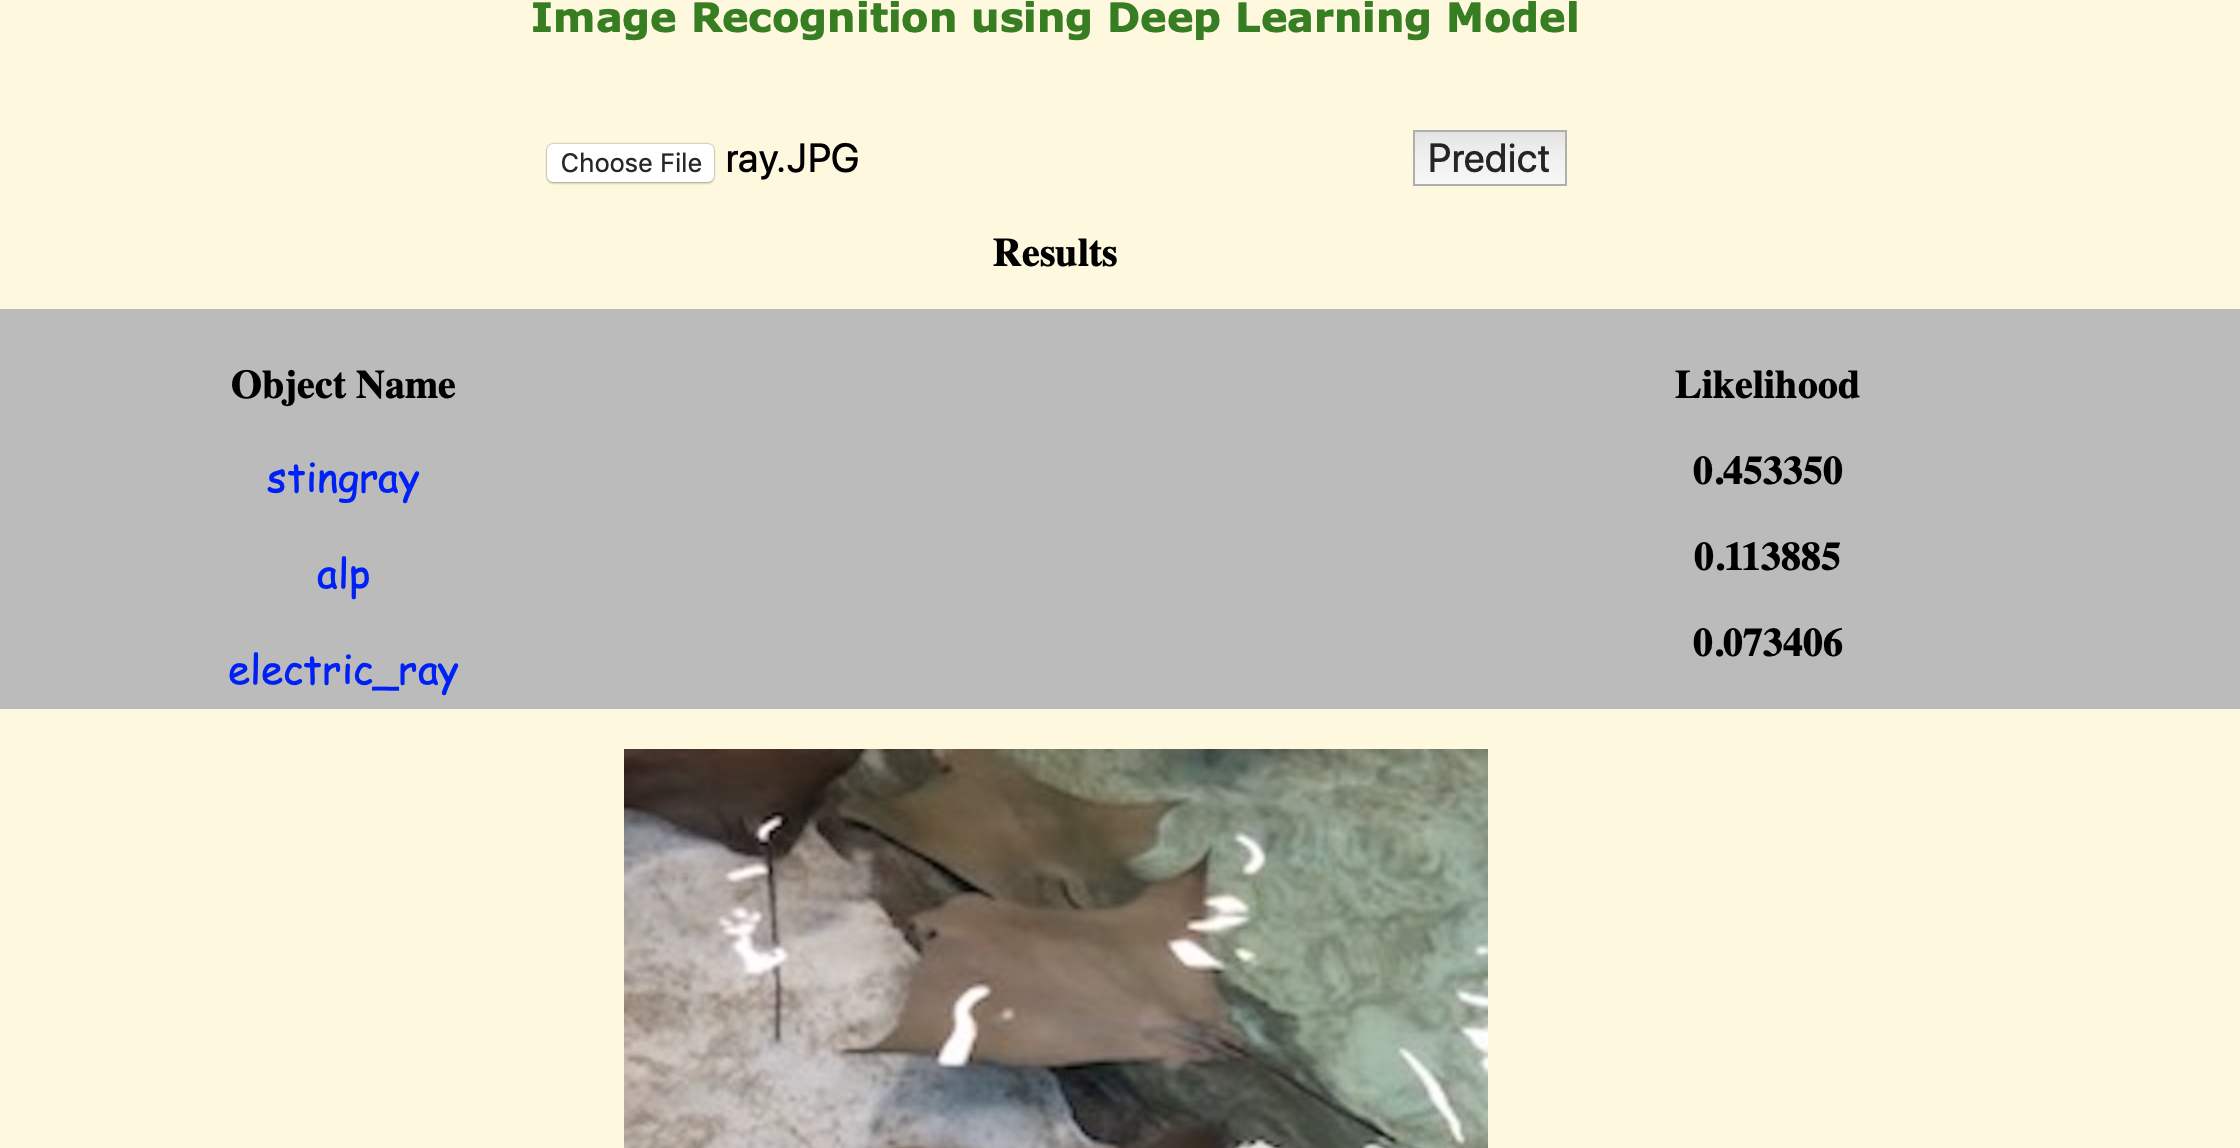 Image Recognition using Deep Learning Model
Choose File ray.JPG Predict
Results
Object Name Likelihood
stingray 0.453350
alp 0.113885
electric_ray 0.073406